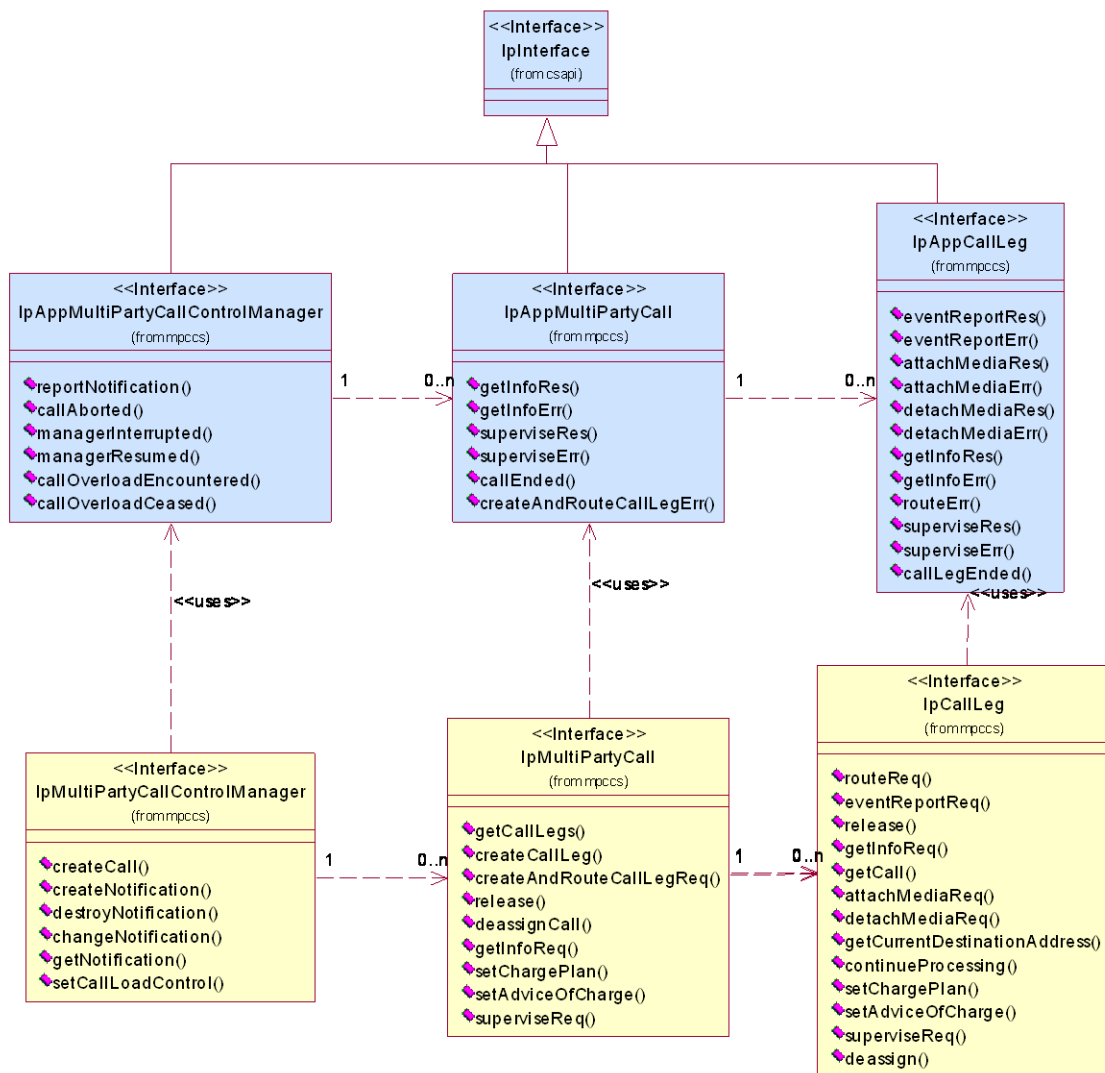 <<Interface>>
IpInterface
(from csapi)
<<Interface>>
IpAppCallLeg
(from mpccs)
eventReportRes()
eventReportErr()
attachMediaRes()
attachMediaErr()
detachMediaRes()
detachMediaErr()
getInfoRes()
getInfoErr()
routeErr()
superviseRes()
superviseErr()
callLegEnded()
<<Interface>>
IpAppMultiPartyCallControlManager
(from mpccs)
reportNotification()
callAborted()
managerInterrupted()
managerResumed()
callOverloadEncountered()
callOverloadCeased()
1
0..n
<<Interface>>
IpAppMultiPartyCall
(from mpccs)
getInfoRes()
getInfoErr()
superviseRes()
superviseErr()
callEnded()
createAndRouteCallLegErr()
1
0..n
<<uses>>
<<uses>>
<<uses>>
<<Interface>>
IpMultiPartyCallControlManager
(from mpccs)
createCall()
createNotification()
destroyNotification()
changeNotification()
getNotification()
setCallLoadControl()
1
0..n
<<Interface>>
IpMultiPartyCall
(from mpccs)
getCallLegs()
createCallLeg()
createAndRouteCallLegReq()
release()
deassignCall()
getInfoReq()
setChargePlan()
setAdviceOfCharge()
superviseReq()
1
0..n
<<Interface>>
IpCallLeg
(from mpccs)
routeReq()
eventReportReq()
release()
getInfoReq()
getCall()
attachMediaReq()
detachMediaReq()
getCurrentDestinationAddress()
continueProcessing()
setChargePlan()
setAdviceOfCharge()
superviseReq()
deassign()